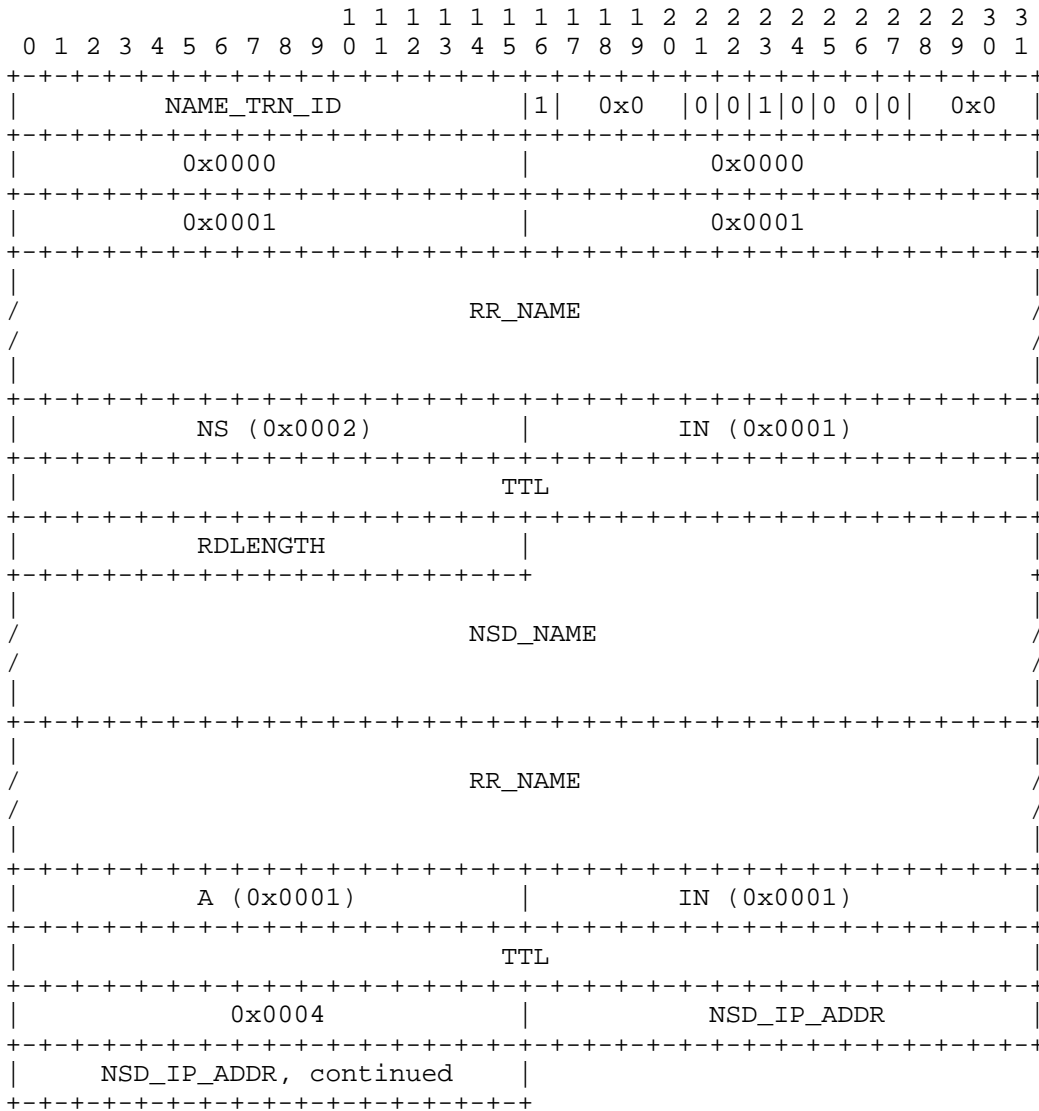 1 1 1 1 1 1 1 1 1 1 2 2 2 2 2 2 2 2 2 2 3 3
 0 1 2 3 4 5 6 7 8 9 0 1 2 3 4 5 6 7 8 9 0 1 2 3 4 5 6 7 8 9 0 1
+-+-+-+-+-+-+-+-+-+-+-+-+-+-+-+-+-+-+-+-+-+-+-+-+-+-+-+-+-+-+-+-+
|         NAME_TRN_ID           |1|  0x0  |0|0|1|0|0 0|0|  0x0  |
+-+-+-+-+-+-+-+-+-+-+-+-+-+-+-+-+-+-+-+-+-+-+-+-+-+-+-+-+-+-+-+-+
|          0x0000               |           0x0000              |
+-+-+-+-+-+-+-+-+-+-+-+-+-+-+-+-+-+-+-+-+-+-+-+-+-+-+-+-+-+-+-+-+
|          0x0001               |           0x0001              |
+-+-+-+-+-+-+-+-+-+-+-+-+-+-+-+-+-+-+-+-+-+-+-+-+-+-+-+-+-+-+-+-+
|                                                               |
/                            RR_NAME                            /
/                                                               /
|                                                               |
+-+-+-+-+-+-+-+-+-+-+-+-+-+-+-+-+-+-+-+-+-+-+-+-+-+-+-+-+-+-+-+-+
|           NS (0x0002)         |         IN (0x0001)           |
+-+-+-+-+-+-+-+-+-+-+-+-+-+-+-+-+-+-+-+-+-+-+-+-+-+-+-+-+-+-+-+-+
|                              TTL                              |
+-+-+-+-+-+-+-+-+-+-+-+-+-+-+-+-+-+-+-+-+-+-+-+-+-+-+-+-+-+-+-+-+
|           RDLENGTH            |                               |
+-+-+-+-+-+-+-+-+-+-+-+-+-+-+-+-+                               +
|                                                               |
/                            NSD_NAME                           /
/                                                               /
|                                                               |
+-+-+-+-+-+-+-+-+-+-+-+-+-+-+-+-+-+-+-+-+-+-+-+-+-+-+-+-+-+-+-+-+
|                                                               |
/                            RR_NAME                            /
/                                                               /
|                                                               |
+-+-+-+-+-+-+-+-+-+-+-+-+-+-+-+-+-+-+-+-+-+-+-+-+-+-+-+-+-+-+-+-+
|           A (0x0001)          |         IN (0x0001)           |
+-+-+-+-+-+-+-+-+-+-+-+-+-+-+-+-+-+-+-+-+-+-+-+-+-+-+-+-+-+-+-+-+
|                              TTL                              |
+-+-+-+-+-+-+-+-+-+-+-+-+-+-+-+-+-+-+-+-+-+-+-+-+-+-+-+-+-+-+-+-+
|             0x0004            |           NSD_IP_ADDR         |
+-+-+-+-+-+-+-+-+-+-+-+-+-+-+-+-+-+-+-+-+-+-+-+-+-+-+-+-+-+-+-+-+
|     NSD_IP_ADDR, continued    |
+-+-+-+-+-+-+-+-+-+-+-+-+-+-+-+-+